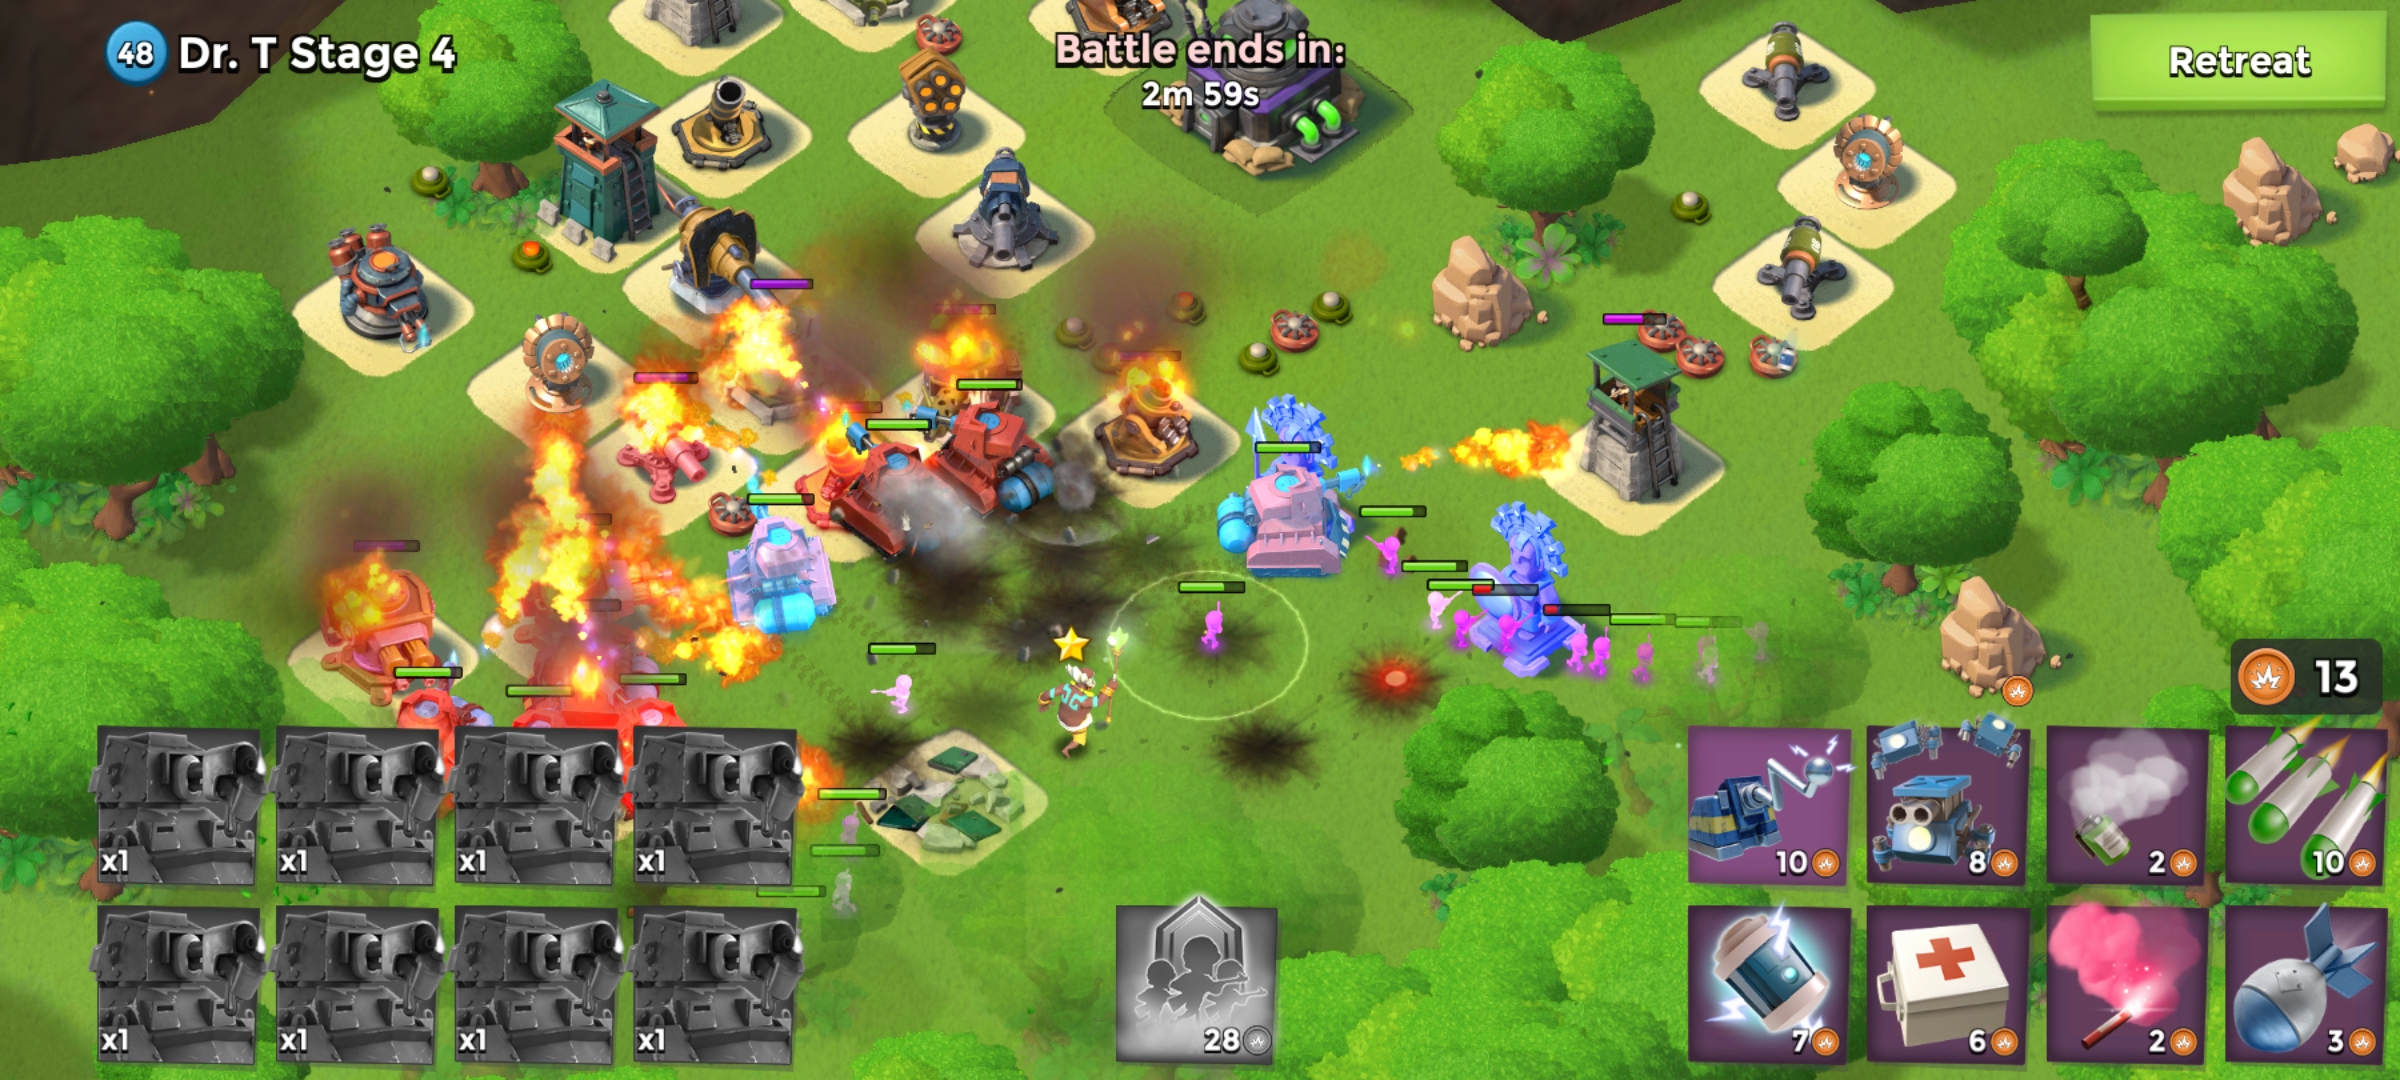 48 Dr. T Stage 4
Battle ends in:
2m 59s
Retreat
13
x1 x1 x1 x1
10 8 2 10
x1 x1 x1 x1
28
7 6 2 3